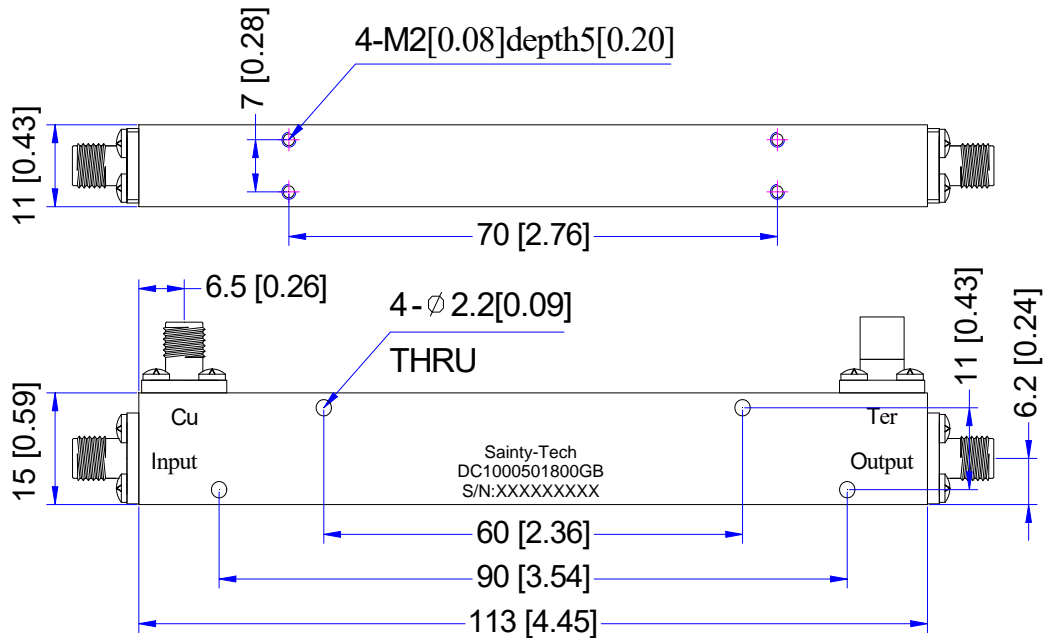 4-M2[0.08]depth5[0.20]
7 [0.28]
11 [0.43]
70 [2.76]
6.5 [0.26]
4-∅2.2[0.09]
THRU
11 [0.43]
6.2 [0.24]
15 [0.59]
Cu
Ter
Input
Output
Sainty-Tech
DC1000501800GB
S/N:XXXXXXXXX
60 [2.36]
90 [3.54]
113 [4.45]